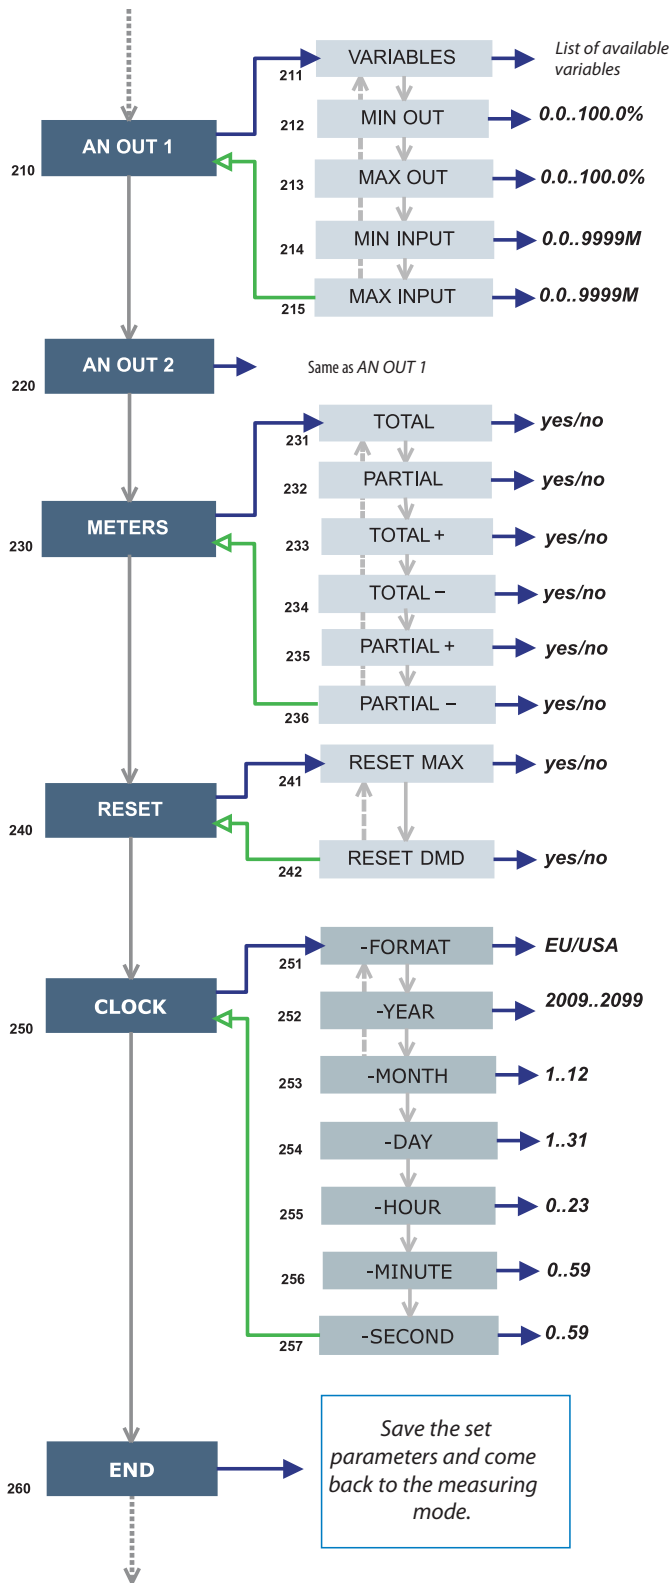 VARIABLES
211
List of available
variables
AN OUT 1
210
MIN OUT
212
0.0..100.0%
MAX OUT
213
0.0..100.0%
MIN INPUT
214
0.0..9999M
MAX INPUT
215
0.0..9999M
AN OUT 2
220
Same as AN OUT 1
TOTAL
231
yes/no
PARTIAL
232
yes/no
METERS
230
TOTAL +
233
yes/no
TOTAL –
234
yes/no
PARTIAL +
235
yes/no
PARTIAL –
236
yes/no
RESET MAX
241
yes/no
RESET
240
RESET DMD
242
yes/no
-FORMAT
251
EU/USA
CLOCK
250
-YEAR
252
2009..2099
-MONTH
253
1..12
-DAY
254
1..31
-HOUR
255
0..23
-MINUTE
256
0..59
-SECOND
257
0..59
END
260
Save the set
parameters and come
back to the measuring
mode.